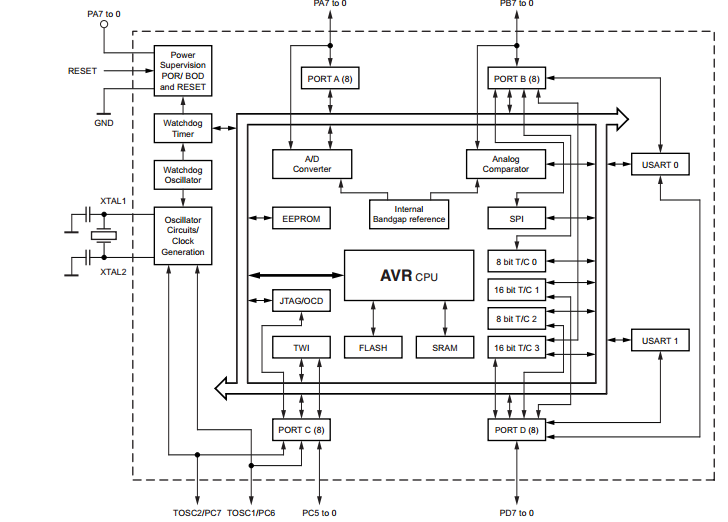 PA7 to 0
PB7 to 0
PA7 to 0
Power
Supervision
POR/ BOD
and RESET
RESET
PORT A (8)
PORT B (8)
GND
Watchdog
Timer
Watchdog
Oscillator
A/D
Converter
Analog
Comparator
USART 0
XTAL1
Internal
Bandgap reference
Oscillator
Circuits/
Clock
Generation
EEPROM
SPI
XTAL2
8 bit T/C 0
AVR CPU
16 bit T/C 1
JTAG/OCD
8 bit T/C 2
TWI
FLASH
SRAM
16 bit T/C 3
USART 1
PORT C (8)
PORT D (8)
TOSC2/PC7
TOSC1/PC6
PC5 to 0
PD7 to 0